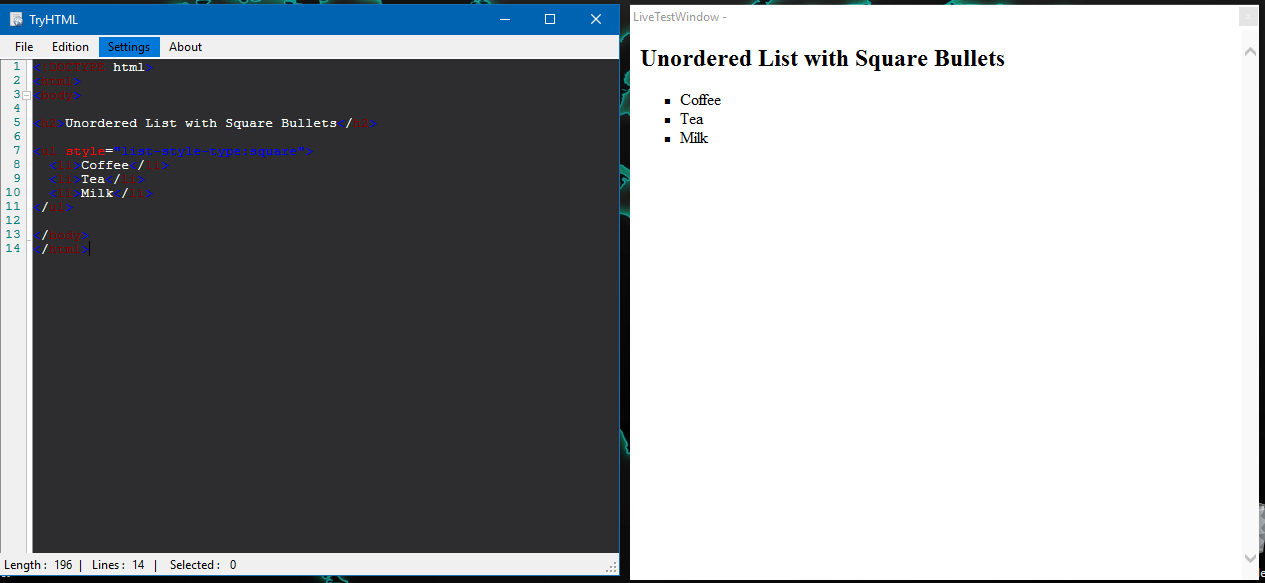 TryHTML
File Edition Settings About
1 <!DOCTYPE html>
2 <html>
3 <body>
4
5 <h2>Unordered List with Square Bullets</h2>
6
7 <ul style="list-style-type:square">
8 <li>Coffee</li>
9 <li>Tea</li>
10 <li>Milk</li>
11 </ul>
12
13 </body>
14 </html>
Length : 196 | Lines : 14 | Selected : 0
LiveTestWindow -
Unordered List with Square Bullets
Coffee
Tea
Milk